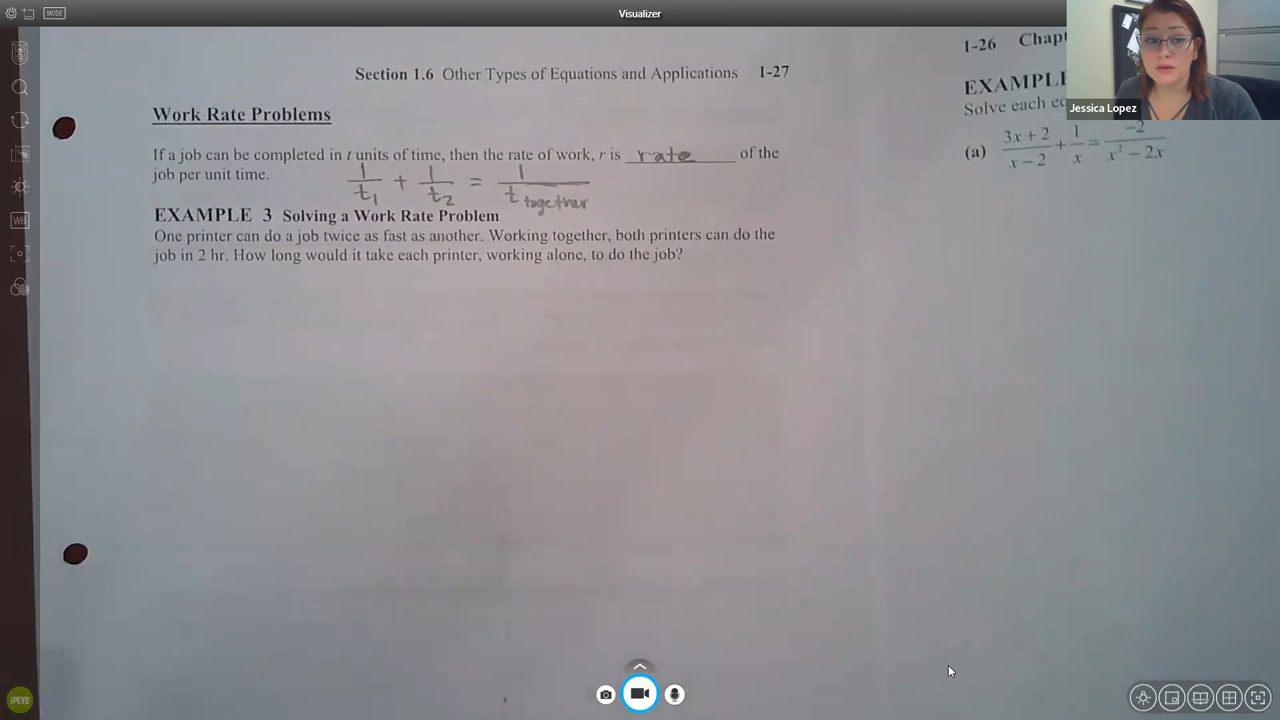 MODE
Visualizer
Section 1.6 Other Types of Equations and Applications 1-27
Work Rate Problems
If a job can be completed in t units of time, then the rate of work, r is rate of the
job per unit time.
1/t₁ + 1/t₂ = 1/t together
EXAMPLE 3 Solving a Work Rate Problem
One printer can do a job twice as fast as another. Working together, both printers can do the
job in 2 hr. How long would it take each printer, working alone, to do the job?
1-26 Chapt
EXAMPLE
Solve each eq
(a) (3x + 2)/(x − 2) + 1/x = −2/(x² − 2x)
Jessica Lopez
WB
IPEVO